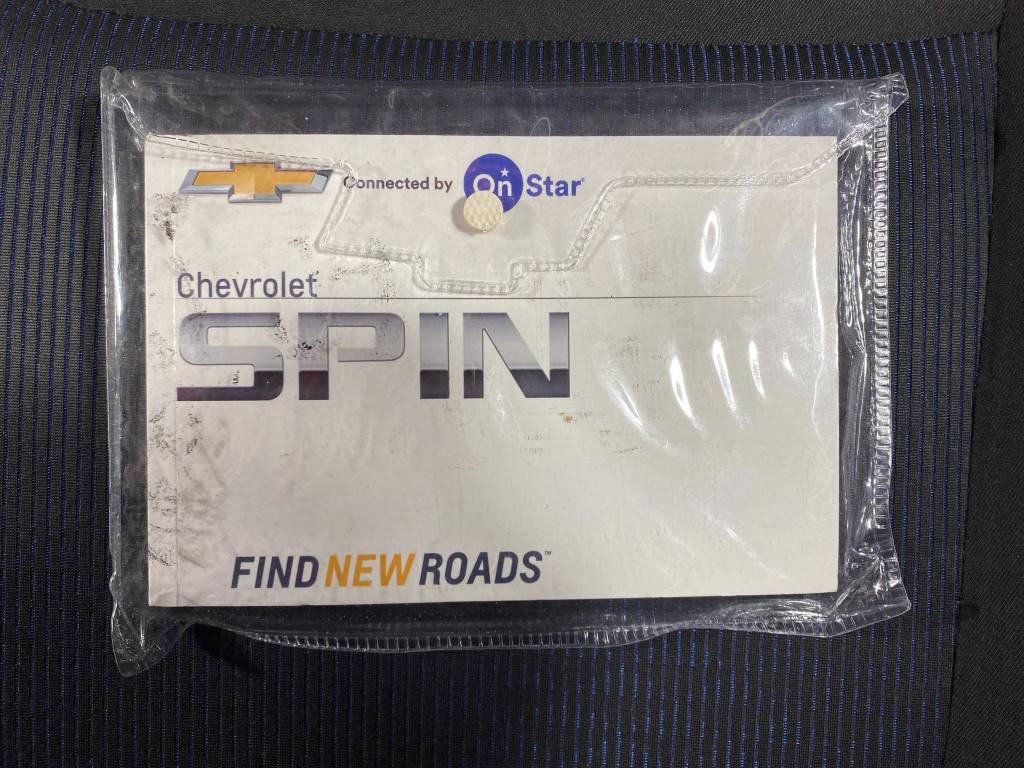 Connected by OnStar®
Chevrolet
SPIN
FIND NEW ROADS™